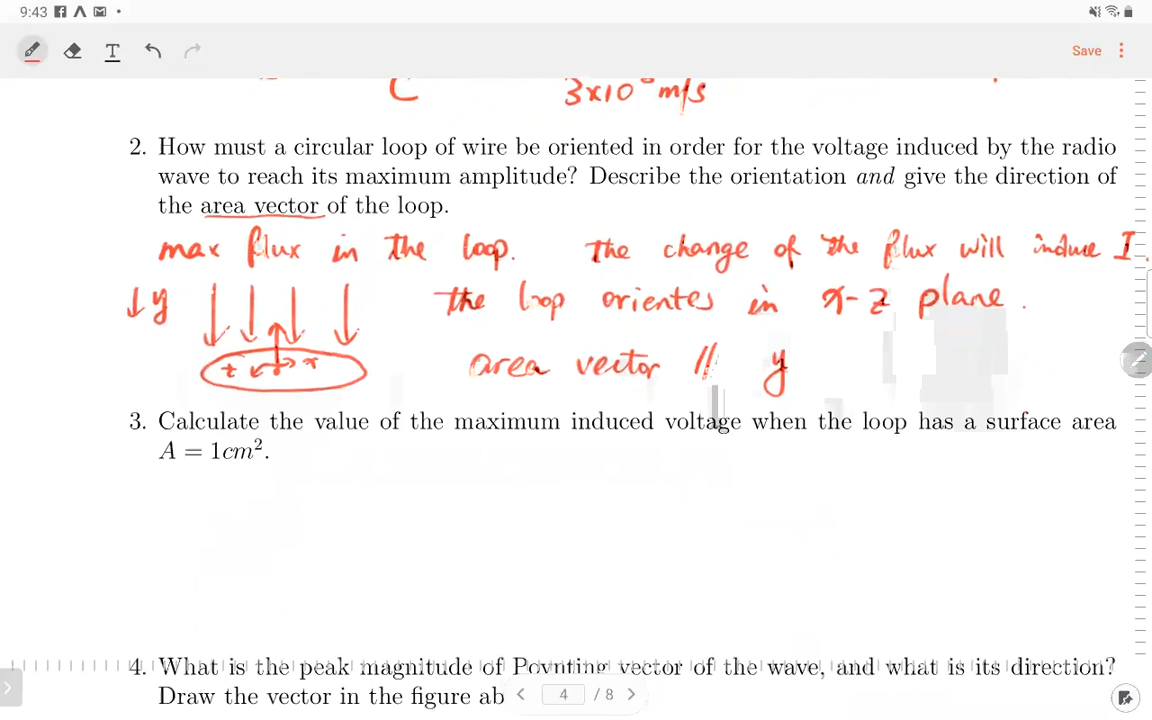 9:43
Save
C 3x10⁸ m/s
2. How must a circular loop of wire be oriented in order for the voltage induced by the radio
wave to reach its maximum amplitude? Describe the orientation and give the direction of
the area vector of the loop.
max flux in the loop. The change of the flux will induce I.
↓y the loop orientes in x-z plane.
z x area vector // y
3. Calculate the value of the maximum induced voltage when the loop has a surface area
A = 1cm².
4. What is the peak magnitude of Poynting vector of the wave, and what is its direction?
Draw the vector in the figure ab
4 / 8